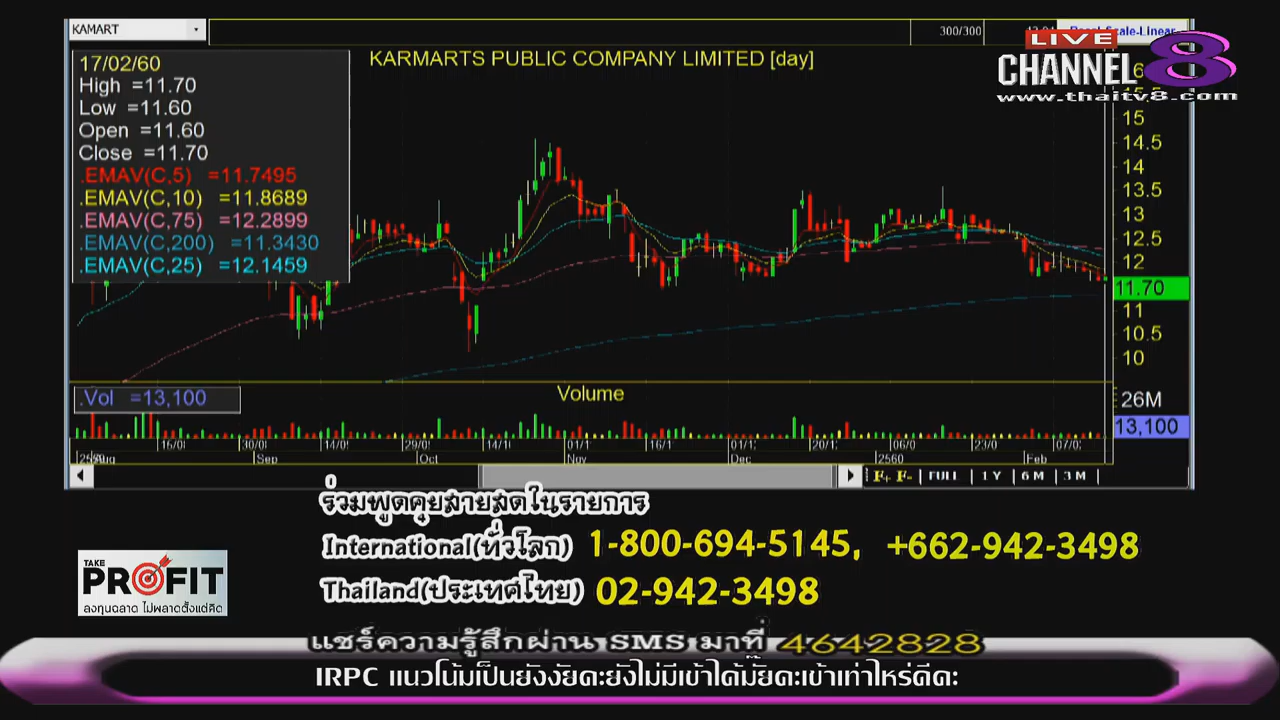 KAMART
300/300
LIVE
CHANNEL 8
www.thaitv8.com
KARMARTS PUBLIC COMPANY LIMITED [day]
17/02/60
High =11.70
Low =11.60
Open =11.60
Close =11.70
.EMAV(C,5) =11.7495
.EMAV(C,10) =11.8689
.EMAV(C,75) =12.2899
.EMAV(C,200) =11.3430
.EMAV(C,25) =12.1459
15
14.5
14
13.5
13
12.5
12
11.70
11
10.5
10
.Vol =13,100
Volume
26M
13,100
Sep Oct Nov Dec 2560 Feb
F+ F- FULL 1 Y 6 M 3 M
ร่วมพูดคุยสายสดในรายการ
International(ทั่วโลก) 1-800-694-5145, +662-942-3498
Thailand(ประเทศไทย) 02-942-3498
TAKE
PROFIT
ลงทุนฉลาด ไม่พลาดตั้งแต่คิด
แชร์ความรู้สึกผ่าน SMS มาที่ 4642828
IRPC แนวโน้มเป็นยังงัยคะยังไม่มีเข้าได้มั๊ยคะเข้าเท่าไหร่ดีคะ